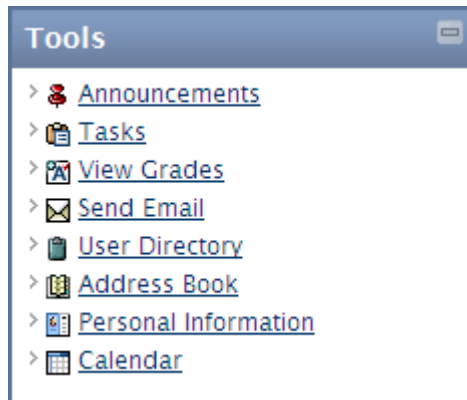 Tools
Announcements
Tasks
View Grades
Send Email
User Directory
Address Book
Personal Information
Calendar